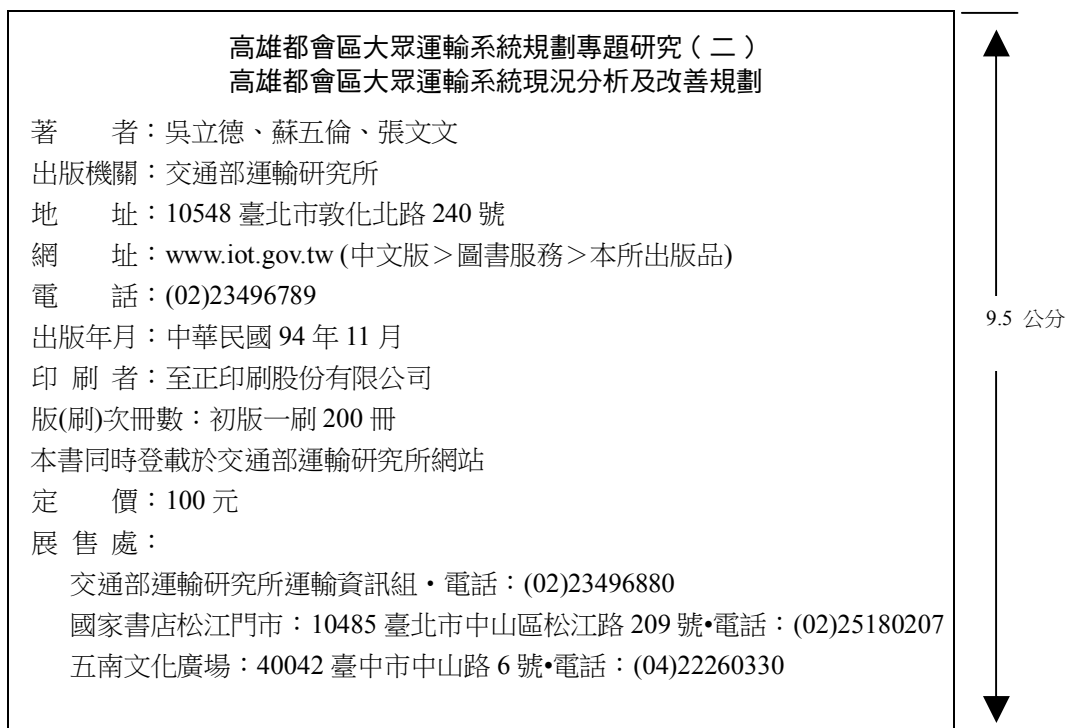 高雄都會區大眾運輸系統規劃專題研究（二）
高雄都會區大眾運輸系統現況分析及改善規劃
著　　者：吳立德、蘇五倫、張文文
出版機關：交通部運輸研究所
地　　址：10548 臺北市敦化北路 240 號
網　　址：www.iot.gov.tw (中文版＞圖書服務＞本所出版品)
電　　話：(02)23496789
出版年月：中華民國 94 年 11 月
印 刷 者：至正印刷股份有限公司
版(刷)次冊數：初版一刷 200 冊
本書同時登載於交通部運輸研究所網站
定　　價：100 元
展 售 處：
交通部運輸研究所運輸資訊組‧電話：(02)23496880
國家書店松江門市：10485 臺北市中山區松江路 209 號•電話：(02)25180207
五南文化廣場：40042 臺中市中山路 6 號•電話：(04)22260330
9.5 公分